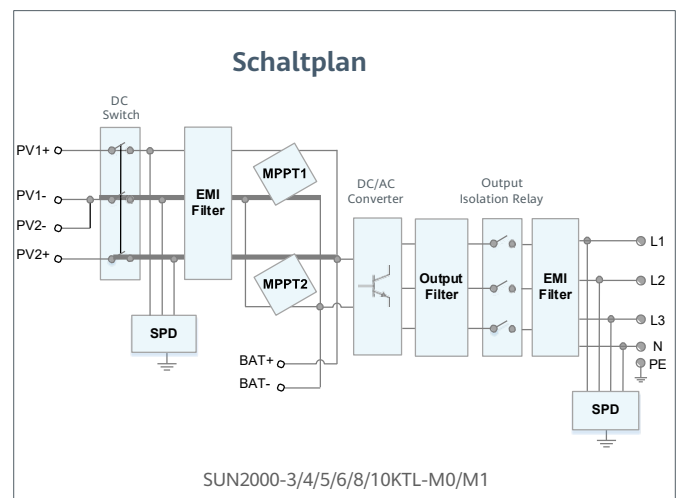 Schaltplan
DC
Switch
PV1+
PV1-
PV2-
PV2+
EMI
Filter
MPPT1
MPPT2
SPD
BAT+
BAT-
DC/AC
Converter
Output
Filter
Output
Isolation Relay
EMI
Filter
L1
L2
L3
N
PE
SPD
SUN2000-3/4/5/6/8/10KTL-M0/M1